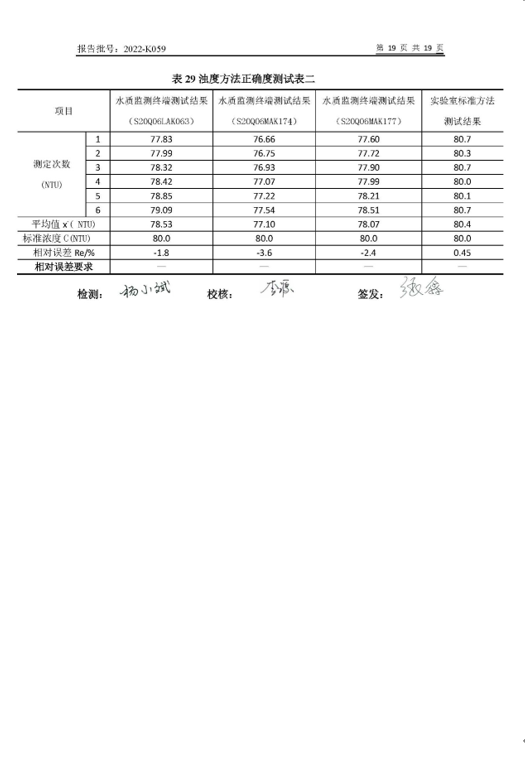 报告批号：2022-K059
第 19 页 共 19 页
表 29 浊度方法正确度测试表二
项目 水质监测终端测试结果（S20Q06LAK063） 水质监测终端测试结果（S20Q06MAK174） 水质监测终端测试结果（S20Q06MAK177） 实验室标准方法测试结果
测定次数(NTU)
1 77.83 76.66 77.60 80.7
2 77.99 76.75 77.72 80.3
3 78.32 76.93 77.90 80.7
4 78.42 77.07 77.99 80.0
5 78.85 77.22 78.21 80.1
6 79.09 77.54 78.51 80.7
平均值 x̄（ NTU) 78.53 77.10 78.07 80.4
标准浓度 C(NTU) 80.0 80.0 80.0 80.0
相对误差 Re/% -1.8 -3.6 -2.4 0.45
相对误差要求 — — — —
检测： 杨小斌 校核： 签发：